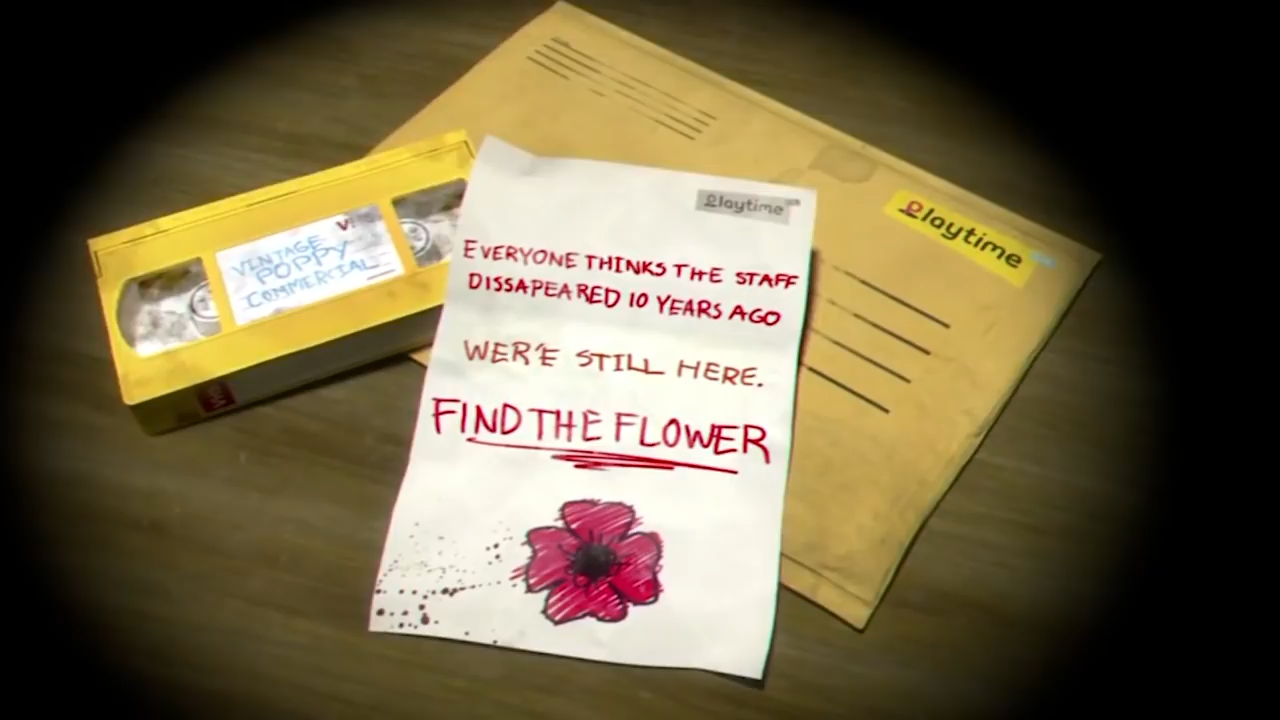 Playtime
VINTAGE
POPPY
COMMERCIAL
Playtime
EVERYONE THINKS THE STAFF
DISSAPEARED 10 YEARS AGO
WER'E STILL HERE.
FIND THE FLOWER